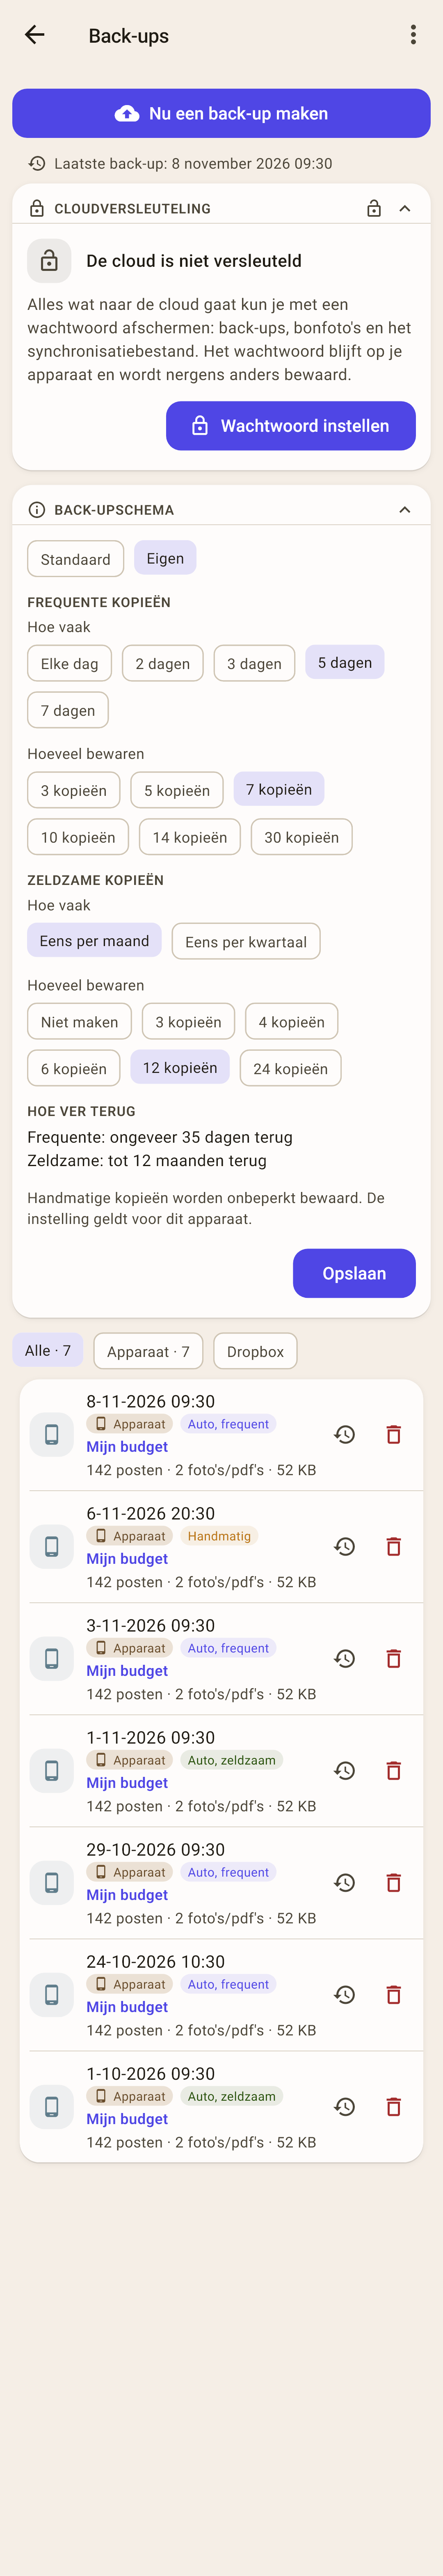 Back-ups
Nu een back-up maken
Laatste back-up: 8 november 2026 09:30
CLOUDVERSLEUTELING
De cloud is niet versleuteld
Alles wat naar de cloud gaat kun je met een
wachtwoord afschermen: back-ups, bonfoto's en het
synchronisatiebestand. Het wachtwoord blijft op je
apparaat en wordt nergens anders bewaard.
Wachtwoord instellen
BACK-UPSCHEMA
Standaard Eigen
FREQUENTE KOPIEËN
Hoe vaak
Elke dag 2 dagen 3 dagen 5 dagen
7 dagen
Hoeveel bewaren
3 kopieën 5 kopieën 7 kopieën
10 kopieën 14 kopieën 30 kopieën
ZELDZAME KOPIEËN
Hoe vaak
Eens per maand Eens per kwartaal
Hoeveel bewaren
Niet maken 3 kopieën 4 kopieën
6 kopieën 12 kopieën 24 kopieën
HOE VER TERUG
Frequente: ongeveer 35 dagen terug
Zeldzame: tot 12 maanden terug
Handmatige kopieën worden onbeperkt bewaard. De
instelling geldt voor dit apparaat.
Opslaan
Alle · 7 Apparaat · 7 Dropbox
8-11-2026 09:30
Apparaat Auto, frequent
Mijn budget
142 posten · 2 foto's/pdf's · 52 KB
6-11-2026 20:30
Apparaat Handmatig
Mijn budget
142 posten · 2 foto's/pdf's · 52 KB
3-11-2026 09:30
Apparaat Auto, frequent
Mijn budget
142 posten · 2 foto's/pdf's · 52 KB
1-11-2026 09:30
Apparaat Auto, zeldzaam
Mijn budget
142 posten · 2 foto's/pdf's · 52 KB
29-10-2026 09:30
Apparaat Auto, frequent
Mijn budget
142 posten · 2 foto's/pdf's · 52 KB
24-10-2026 10:30
Apparaat Auto, frequent
Mijn budget
142 posten · 2 foto's/pdf's · 52 KB
1-10-2026 09:30
Apparaat Auto, zeldzaam
Mijn budget
142 posten · 2 foto's/pdf's · 52 KB